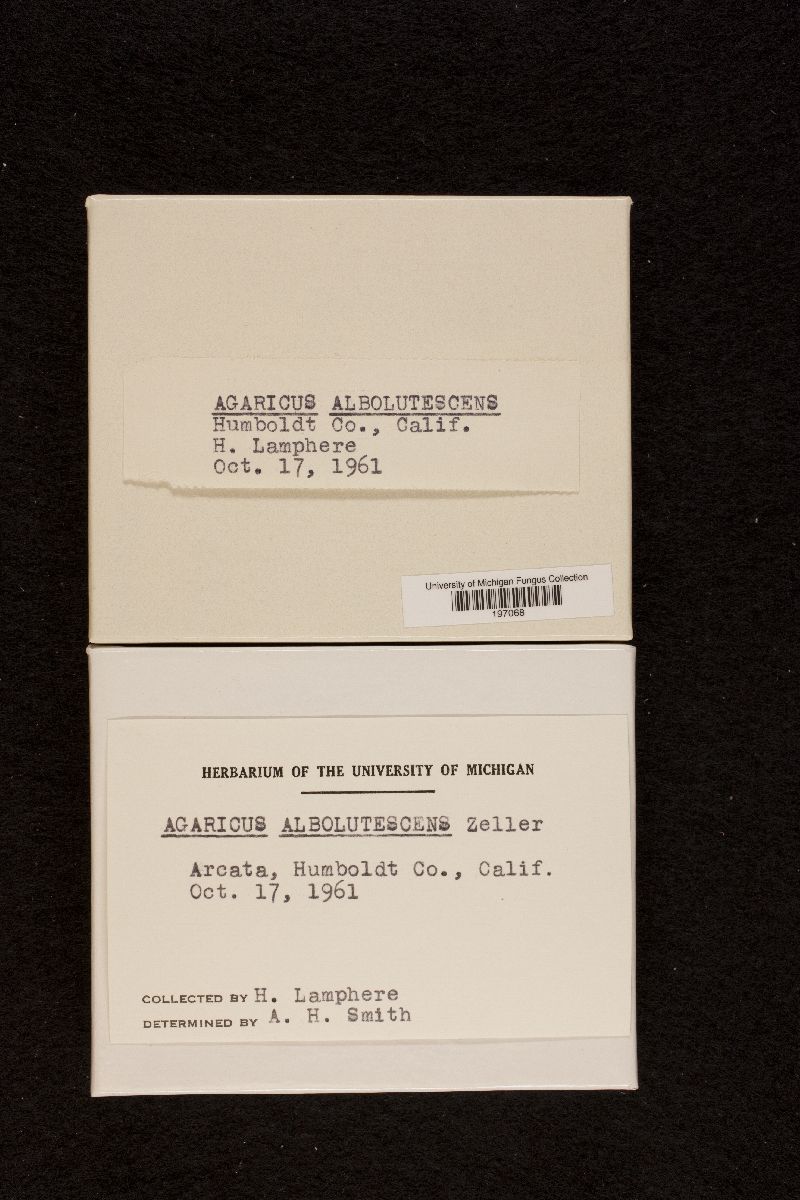 AGARICUS ALBOLUTESCENS
Humboldt Co., Calif.
H. Lamphere
Oct. 17, 1961
University of Michigan Fungus Collection
197068
HERBARIUM OF THE UNIVERSITY OF MICHIGAN
AGARICUS ALBOLUTESCENS Zeller
Arcata, Humboldt Co., Calif.
Oct. 17, 1961
COLLECTED BY H. Lamphere
DETERMINED BY A. H. Smith